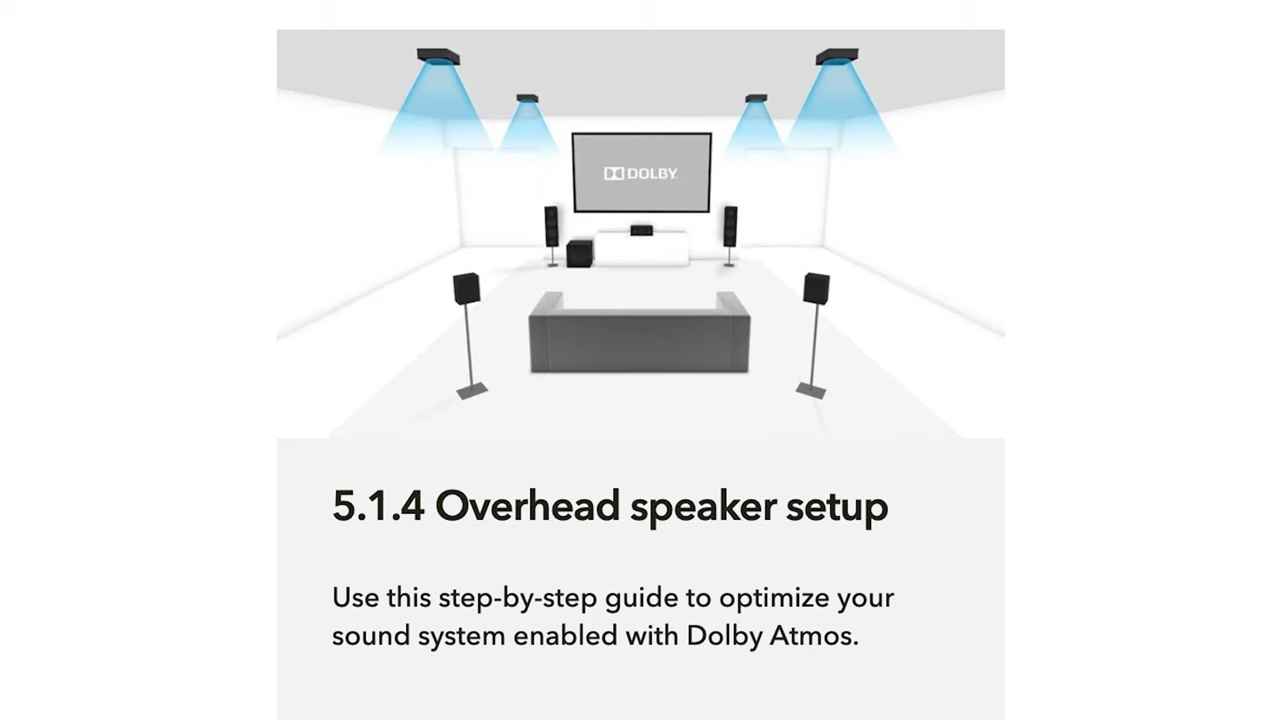 DOLBY
5.1.4 Overhead speaker setup
Use this step-by-step guide to optimize your
sound system enabled with Dolby Atmos.